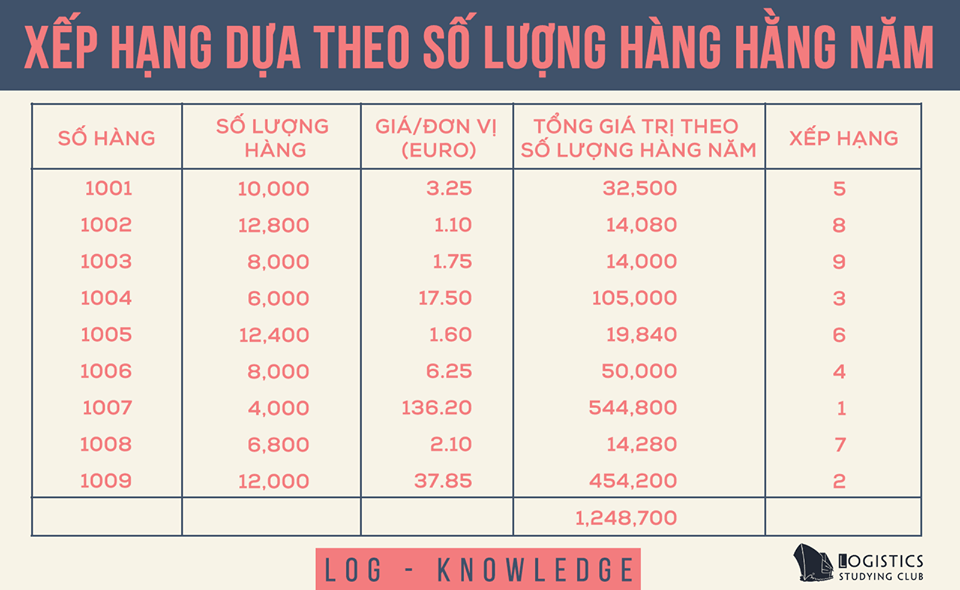 XẾP HẠNG DỰA THEO SỐ LƯỢNG HÀNG HẰNG NĂM
SỐ HÀNG
SỐ LƯỢNG
HÀNG
GIÁ/ĐƠN VỊ
(EURO)
TỔNG GIÁ TRỊ THEO
SỐ LƯỢNG HÀNG NĂM
XẾP HẠNG
1001 10,000 3.25 32,500 5
1002 12,800 1.10 14,080 8
1003 8,000 1.75 14,000 9
1004 6,000 17.50 105,000 3
1005 12,400 1.60 19,840 6
1006 8,000 6.25 50,000 4
1007 4,000 136.20 544,800 1
1008 6,800 2.10 14,280 7
1009 12,000 37.85 454,200 2
1,248,700
LOG - KNOWLEDGE
LOGISTICS
STUDYING CLUB